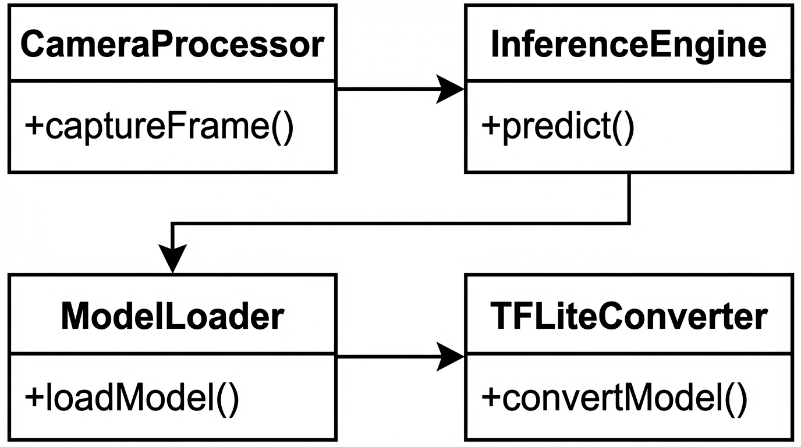 CameraProcessor
+captureFrame()
InferenceEngine
+predict()
ModelLoader
+loadModel()
TFLiteConverter
+convertModel()